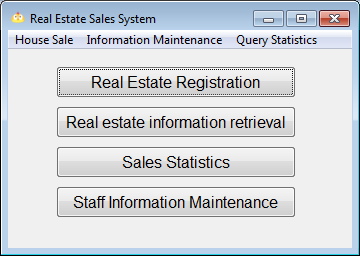 Real Estate Sales System
House Sale Information Maintenance Query Statistics
Real Estate Registration
Real estate information retrieval
Sales Statistics
Staff Information Maintenance